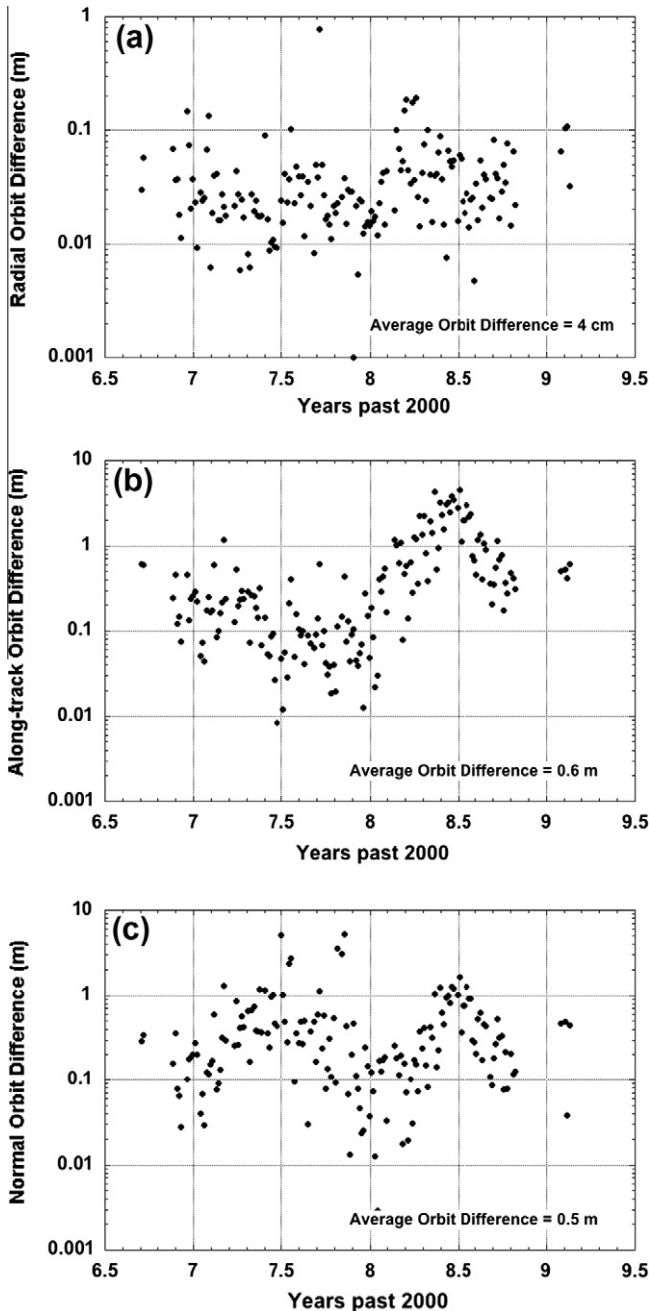 (a)
Radial Orbit Difference (m)
1
0.1
0.01
0.001
Average Orbit Difference = 4 cm
6.5 7 7.5 8 8.5 9 9.5
Years past 2000
(b)
Along-track Orbit Difference (m)
10
1
0.1
0.01
0.001
Average Orbit Difference = 0.6 m
6.5 7 7.5 8 8.5 9 9.5
Years past 2000
(c)
Normal Orbit Difference (m)
10
1
0.1
0.01
0.001
Average Orbit Difference = 0.5 m
6.5 7 7.5 8 8.5 9 9.5
Years past 2000